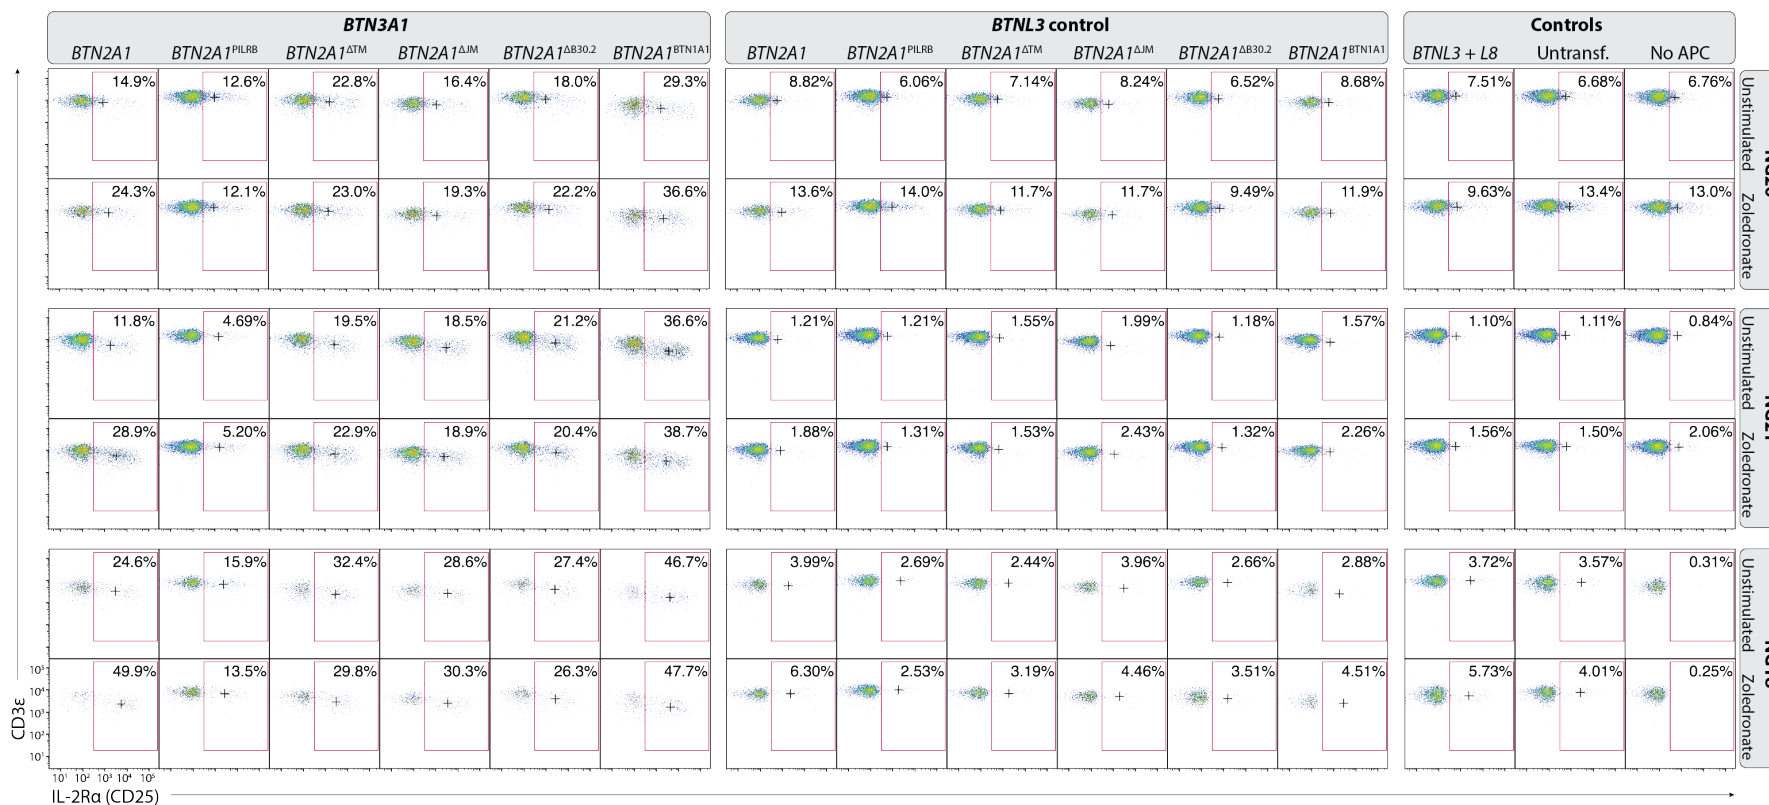 BTN3A1 BTNL3 control Controls
BTN2A1 BTN2A1PILRB BTN2A1ΔTM BTN2A1ΔJM BTN2A1ΔB30.2 BTN2A1BTN1A1 BTN2A1 BTN2A1PILRB BTN2A1ΔTM BTN2A1ΔJM BTN2A1ΔB30.2 BTN2A1BTN1A1 BTNL3 + L8 Untransf. No APC
14.9% 12.6% 22.8% 16.4% 18.0% 29.3% 8.82% 6.06% 7.14% 8.24% 6.52% 8.68% 7.51% 6.68% 6.76%
Unstimulated
24.3% 12.1% 23.0% 19.3% 22.2% 36.6% 13.6% 14.0% 11.7% 11.7% 9.49% 11.9% 9.63% 13.4% 13.0%
Zoledronate
11.8% 4.69% 19.5% 18.5% 21.2% 36.6% 1.21% 1.21% 1.55% 1.99% 1.18% 1.57% 1.10% 1.11% 0.84%
Unstimulated
28.9% 5.20% 22.9% 18.9% 20.4% 38.7% 1.88% 1.31% 1.53% 2.43% 1.32% 2.26% 1.56% 1.50% 2.06%
Zoledronate
24.6% 15.9% 32.4% 28.6% 27.4% 46.7% 3.99% 2.69% 2.44% 3.96% 2.66% 2.88% 3.72% 3.57% 0.31%
Unstimulated
49.9% 13.5% 29.8% 30.3% 26.3% 47.7% 6.30% 2.53% 3.19% 4.46% 3.51% 4.51% 5.73% 4.01% 0.25%
Zoledronate
CD3ε
10⁵
10⁴
10³
10²
10¹
10¹ 10² 10³ 10⁴ 10⁵
IL-2Rα (CD25)